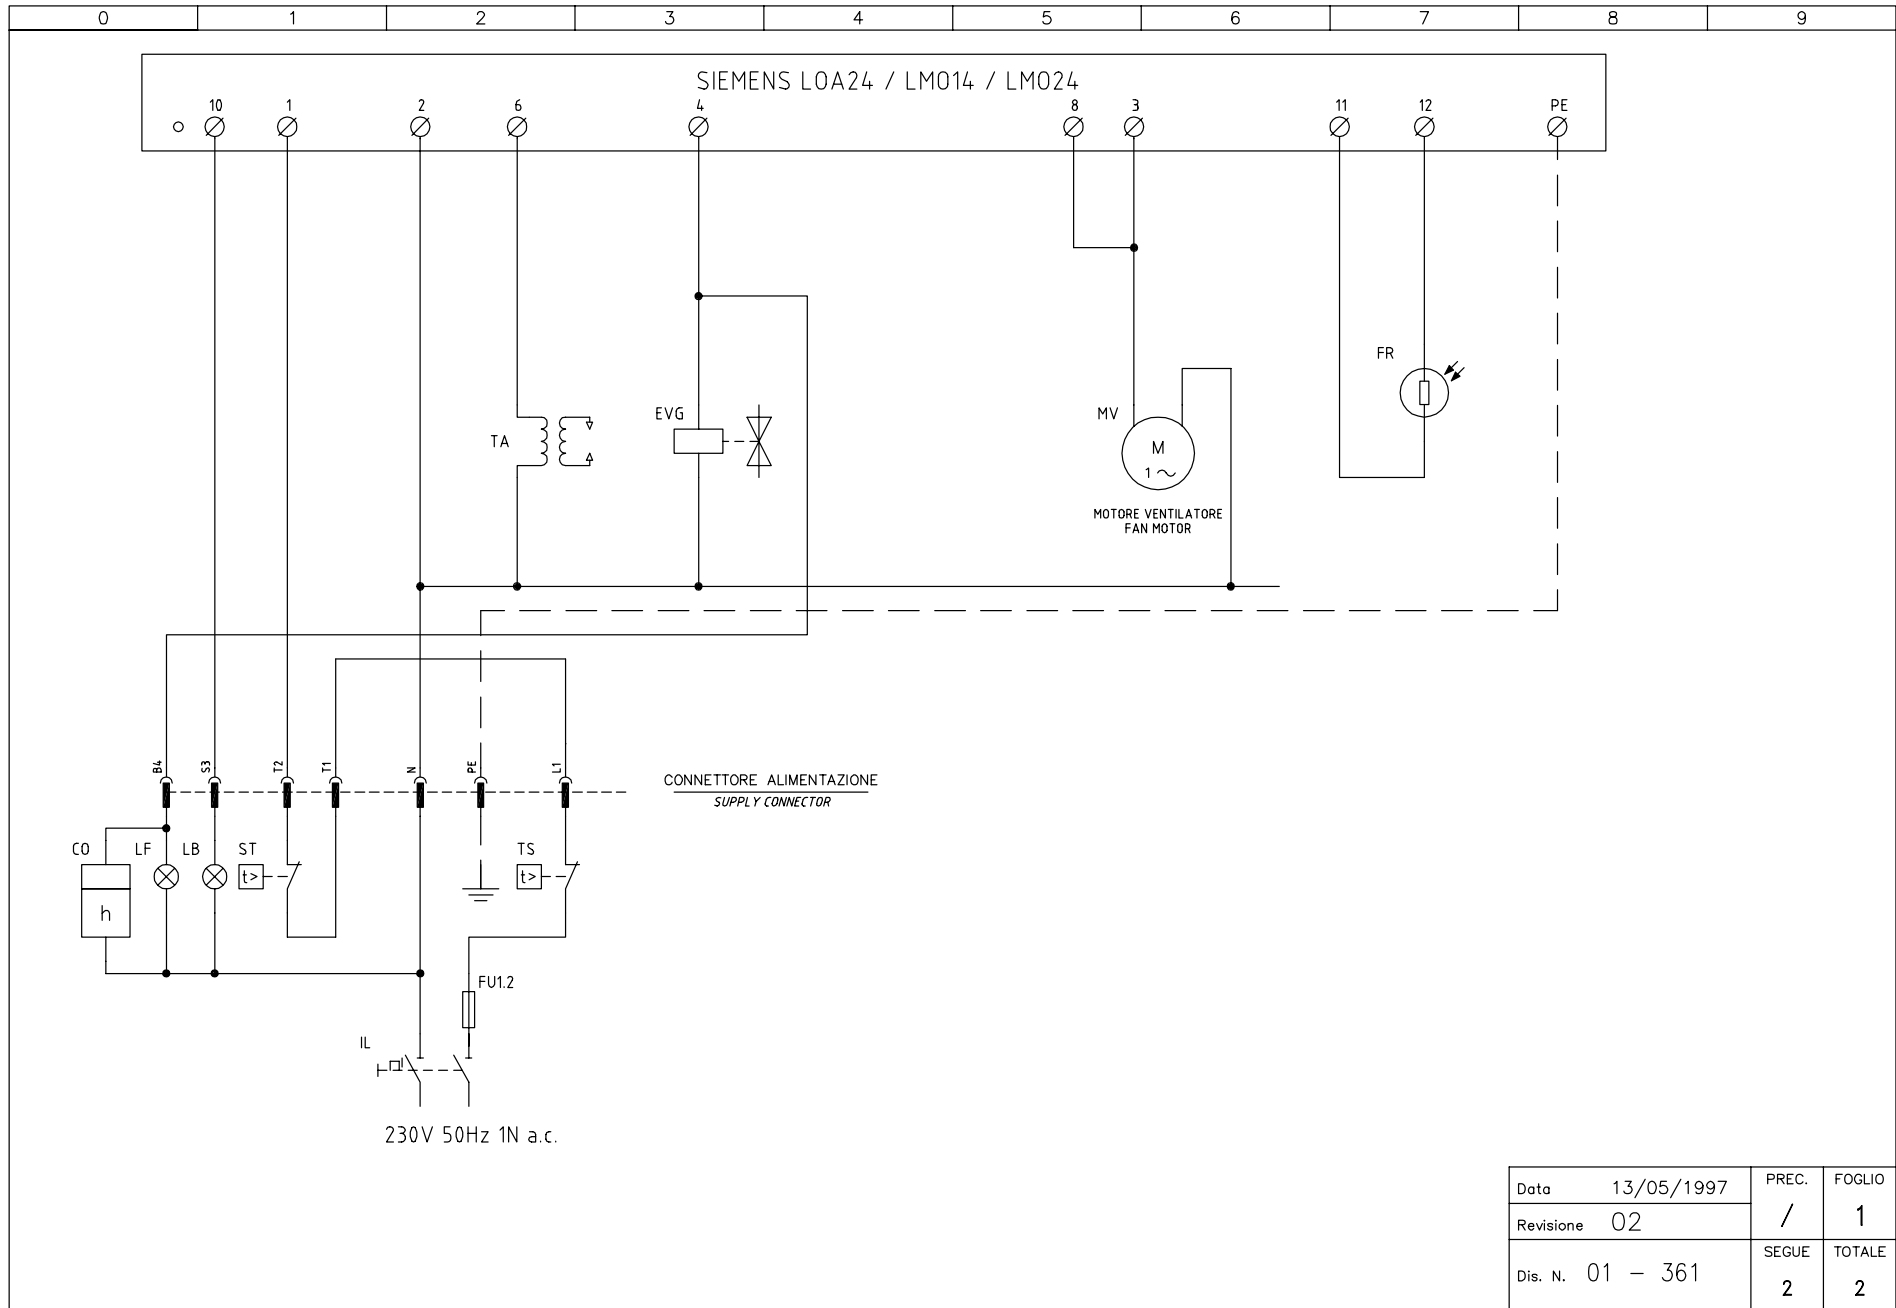 0 1 2 3 4 5 6 7 8 9
SIEMENS LOA24 / LMO14 / LMO24
10 1 2 6 4 8 3 11 12 PE
FR
EVG
MV
TA
M
1~
MOTORE VENTILATORE
FAN MOTOR
B4 S3 T2 T1 N PE L1
CONNETTORE ALIMENTAZIONE
SUPPLY CONNECTOR
CO LF LB ST TS
t> t>
h
FU1.2
IL
230V 50Hz 1N a.c.
Data 13/05/1997 PREC. FOGLIO
/ 1
Revisione 02
SEGUE TOTALE
Dis. N. 01 - 361
2 2